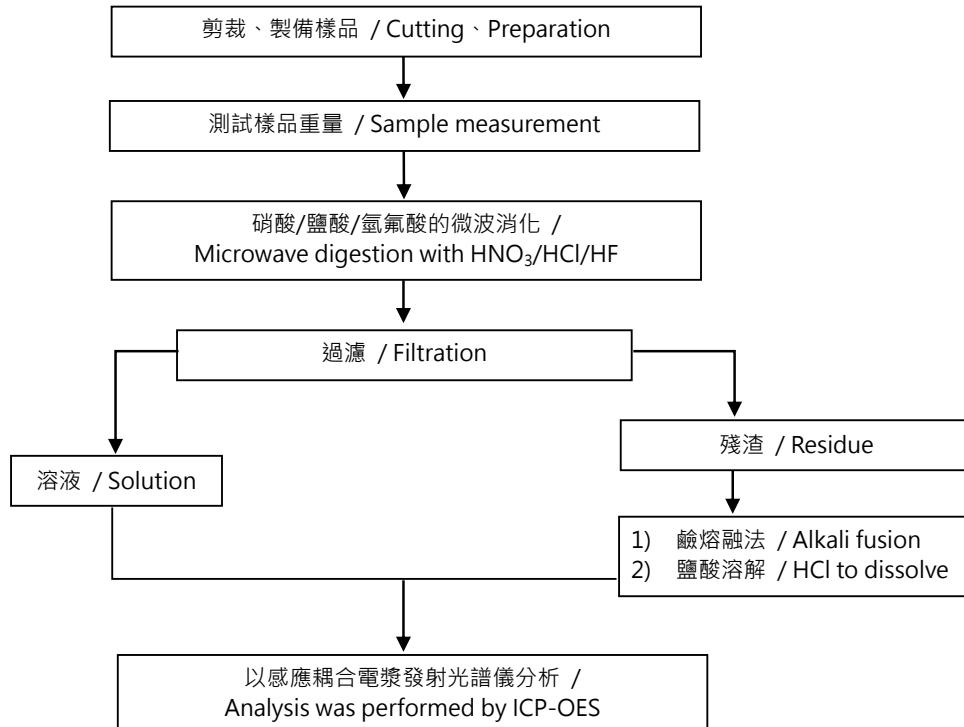 剪裁、製備樣品 / Cutting、Preparation
測試樣品重量 / Sample measurement
硝酸/鹽酸/氫氟酸的微波消化 /
Microwave digestion with HNO₃/HCl/HF
過濾 / Filtration
溶液 / Solution
殘渣 / Residue
1) 鹼熔融法 / Alkali fusion
2) 鹽酸溶解 / HCl to dissolve
以感應耦合電漿發射光譜儀分析 /
Analysis was performed by ICP-OES